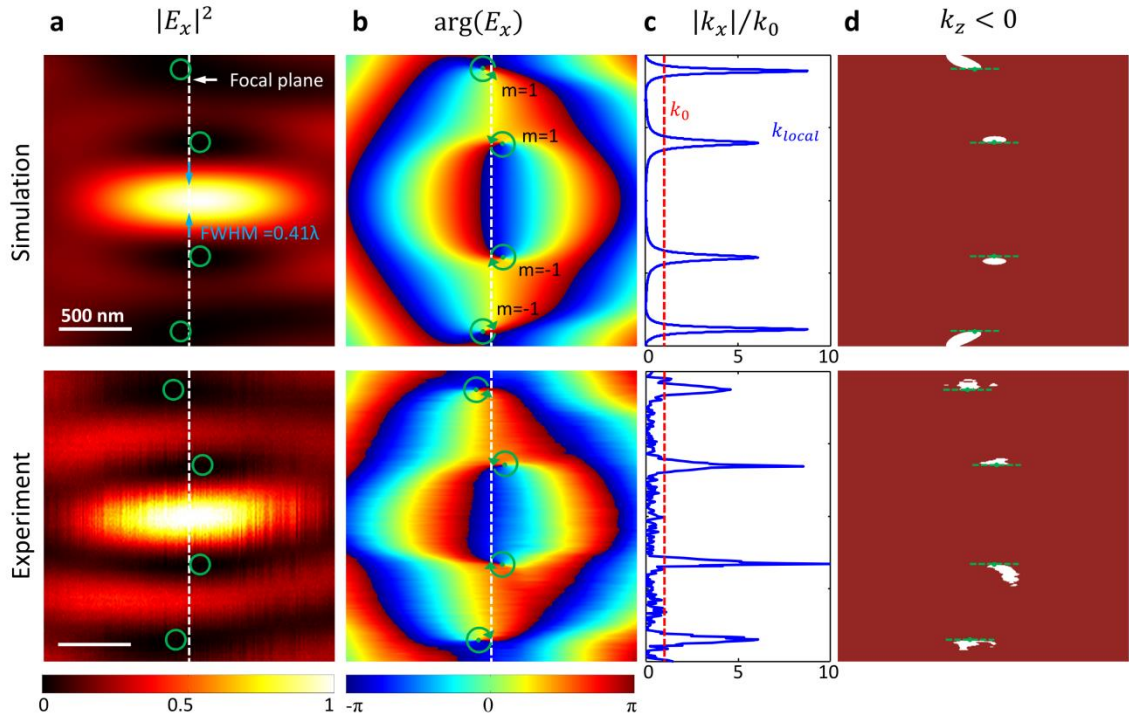 a |E_x|^2 b arg(E_x) c |k_x|/k_0 d k_z < 0
Simulation
Focal plane
FWHM =0.41λ
500 nm
m=1
m=1
m=-1
m=-1
k_0
k_local
0 5 10
Experiment
0 5 10
0 0.5 1 -π 0 π